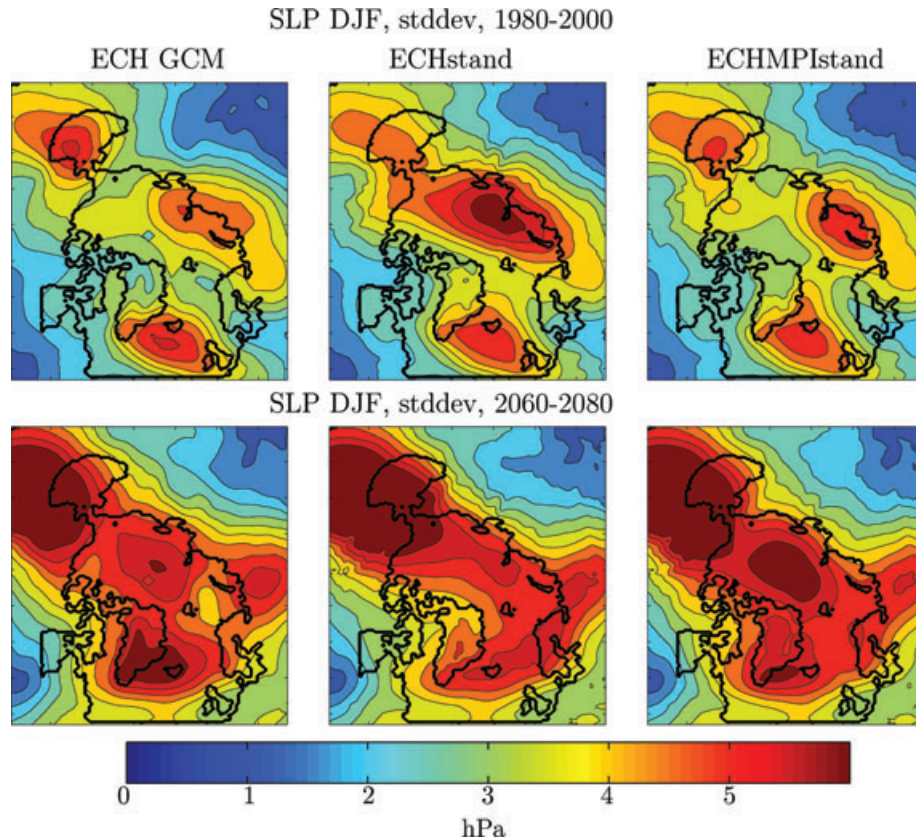 SLP DJF, stddev, 1980-2000
ECH GCM ECHstand ECHMPIstand
SLP DJF, stddev, 2060-2080
0 1 2 3 4 5
hPa